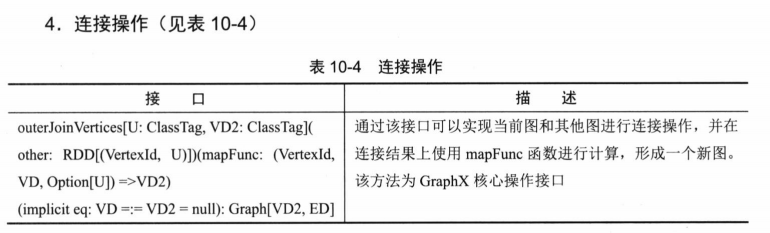 4．连接操作（见表 10-4）
表 10-4 连接操作
接 口
描 述
outerJoinVertices[U: ClassTag, VD2: ClassTag](
other: RDD[(VertexId, U)])(mapFunc: (VertexId,
VD, Option[U]) =>VD2)
(implicit eq: VD =:= VD2 = null): Graph[VD2, ED]
通过该接口可以实现当前图和其他图进行连接操作，并在
连接结果上使用 mapFunc 函数进行计算，形成一个新图。
该方法为 GraphX 核心操作接口